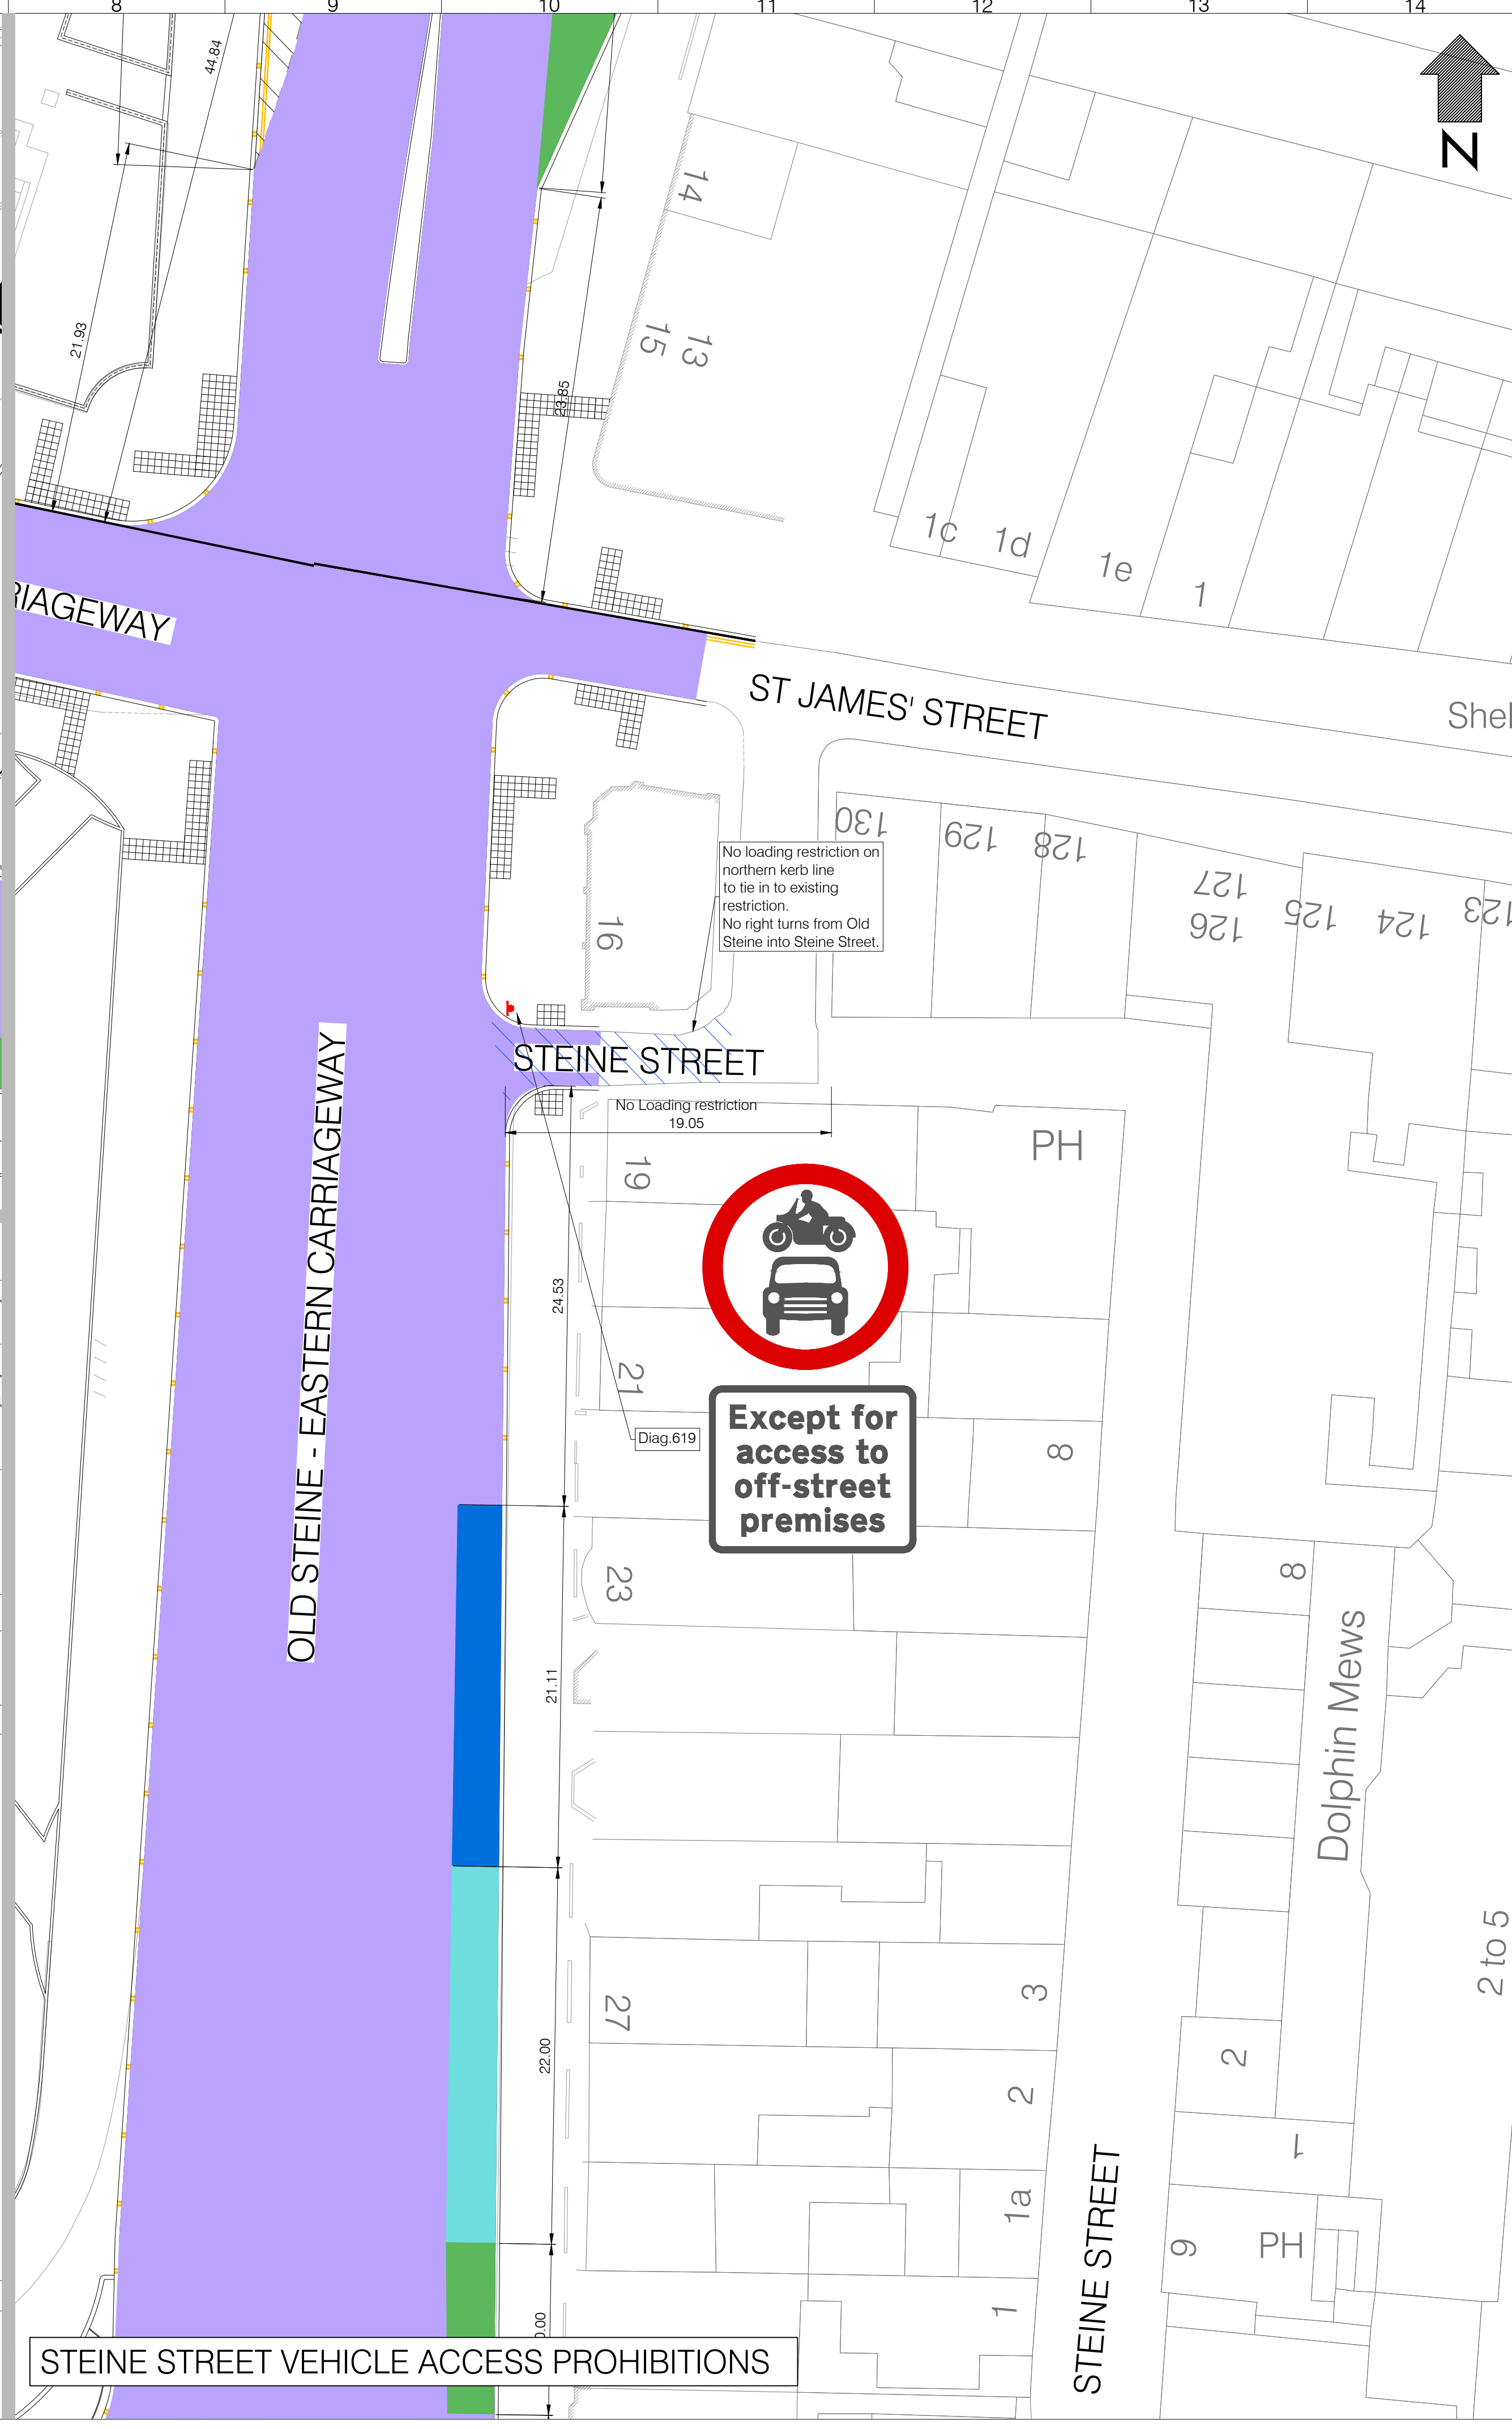 8 9 10 11 12 13 14
44.84
N
14
21.93
15 13
23.85
1c 1d 1e 1
RIAGEWAY
ST JAMES' STREET
Shel
130 129 128 127 126 125 124 123
No loading restriction on
northern kerb line
to tie in to existing
restriction.
No right turns from Old
Steine into Steine Street.
16
STEINE STREET
No Loading restriction
19.05
OLD STEINE - EASTERN CARRIAGEWAY
PH
19
24.53
21
Diag.619
Except for
access to
off-street
premises
8
23
8
21.11
Dolphin Mews
2 to 5
27
3
22.00
2
2
1
1a
9
PH
STEINE STREET
1
0.00
STEINE STREET VEHICLE ACCESS PROHIBITIONS